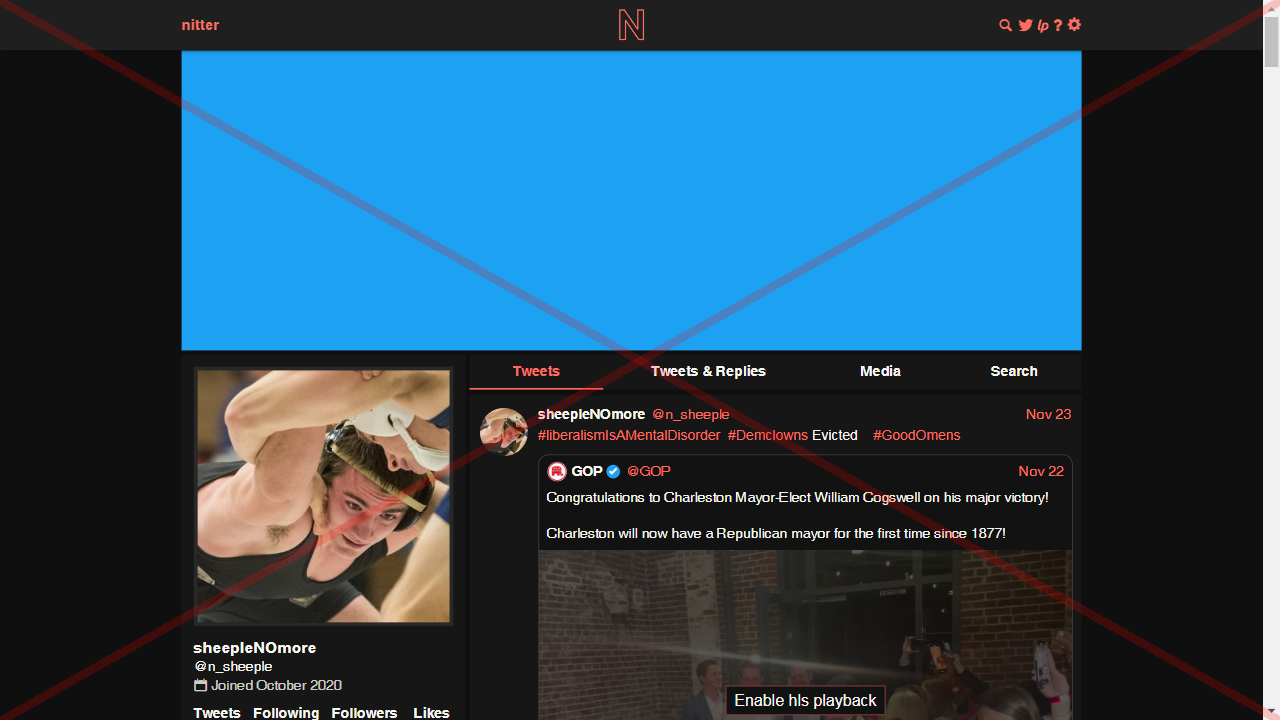 nitter
N
lp ?
Tweets Tweets & Replies Media Search
sheepleNOmore @n_sheeple Nov 23
#liberalismIsAMentalDisorder #Demclowns Evicted #GoodOmens
GOP @GOP Nov 22
Congratulations to Charleston Mayor-Elect William Cogswell on his major victory!
Charleston will now have a Republican mayor for the first time since 1877!
Enable hls playback
sheepleNOmore
@n_sheeple
Joined October 2020
Tweets Following Followers Likes